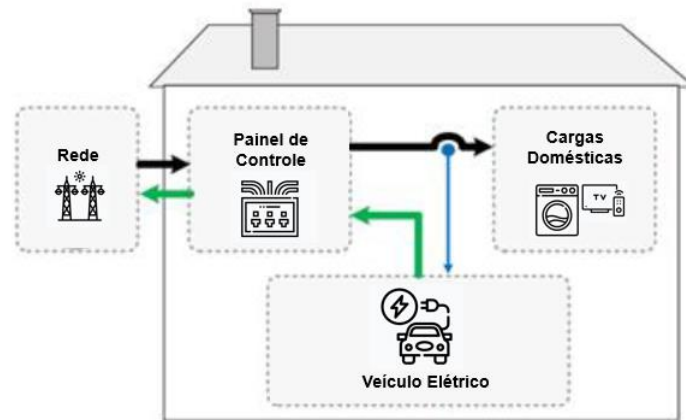 Rede
Painel de
Controle
Cargas
Domésticas
TV
Veículo Elétrico